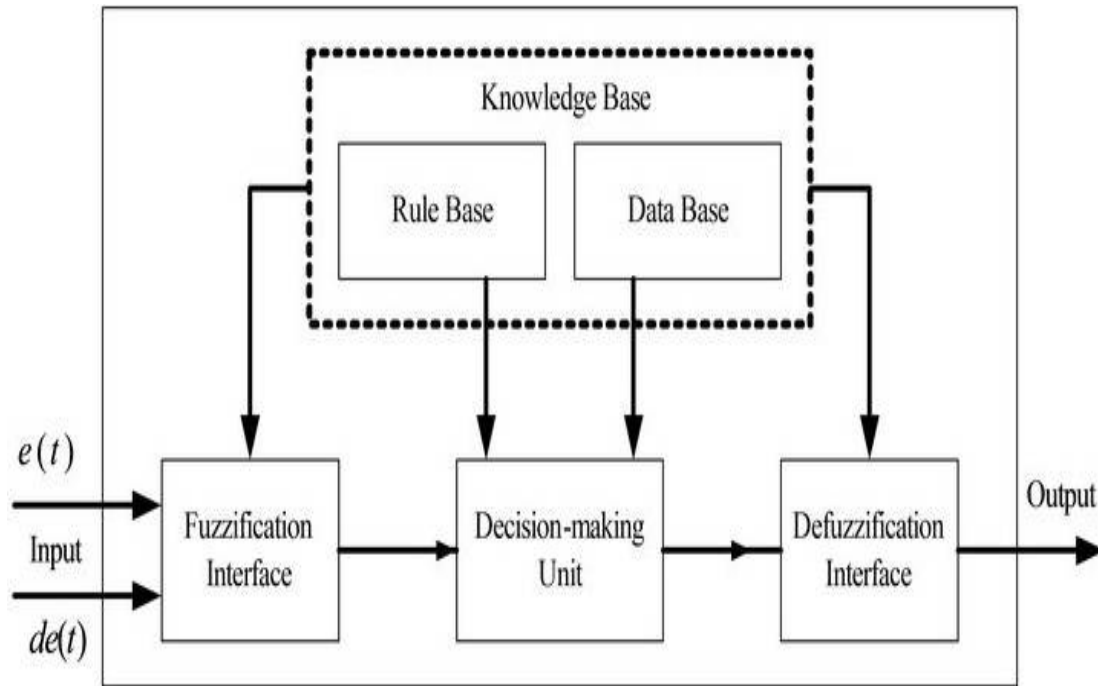 Knowledge Base
Rule Base
Data Base
e(t)
Input
de(t)
Fuzzification
Interface
Decision-making
Unit
Defuzzification
Interface
Output